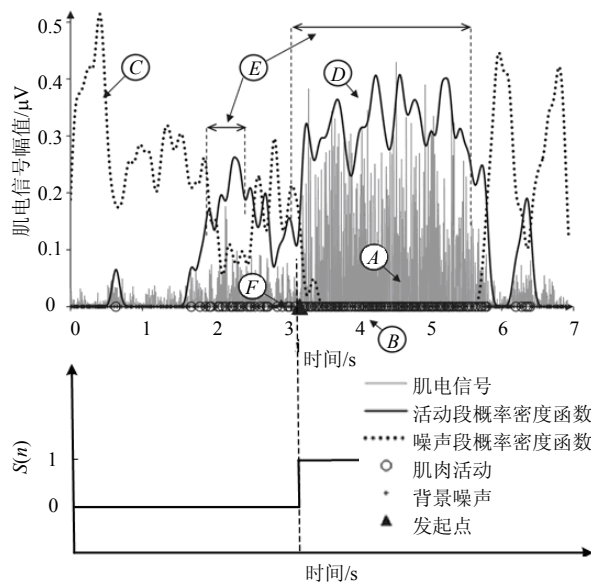 肌电信号幅值/μV
0.5
0.4
0.3
0.2
0.1
0
C
E
D
A
F
B
0 1 2 3 4 5 6 7
时间/s
S(n)
1
0
肌电信号
活动段概率密度函数
噪声段概率密度函数
肌肉活动
背景噪声
发起点
时间/s